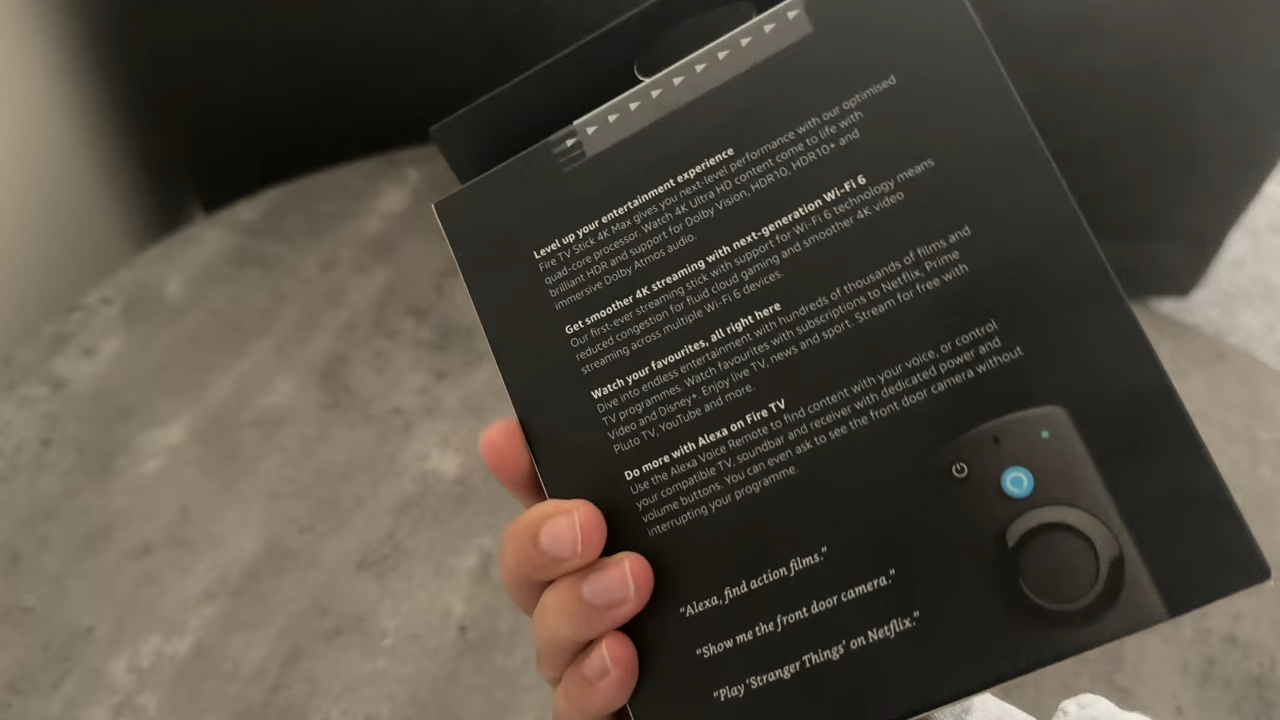 Level up your entertainment experience
Fire TV Stick 4K Max gives you next-level performance with our optimised
quad-core processor. Watch 4K Ultra HD content come to life with
brilliant HDR and support for Dolby Vision, HDR10, HDR10+ and
immersive Dolby Atmos audio.
Get smoother 4K streaming with next-generation Wi-Fi 6
Our first-ever streaming stick with support for Wi-Fi 6 technology means
reduced congestion for fluid cloud gaming and smoother 4K video
streaming across multiple Wi-Fi 6 devices.
Watch your favourites, all right here
Dive into endless entertainment with hundreds of thousands of films and
TV programmes. Watch favourites with subscriptions to Netflix, Prime
Video and Disney+. Enjoy live TV, news and sport. Stream for free with
Pluto TV, YouTube and more.
Do more with Alexa on Fire TV
Use the Alexa Voice Remote to find content with your voice, or control
your compatible TV, soundbar and receiver with dedicated power and
volume buttons. You can even ask to see the front door camera without
interrupting your programme.
“Alexa, find action films.”
“Show me the front door camera.”
“Play ‘Stranger Things’ on Netflix.”